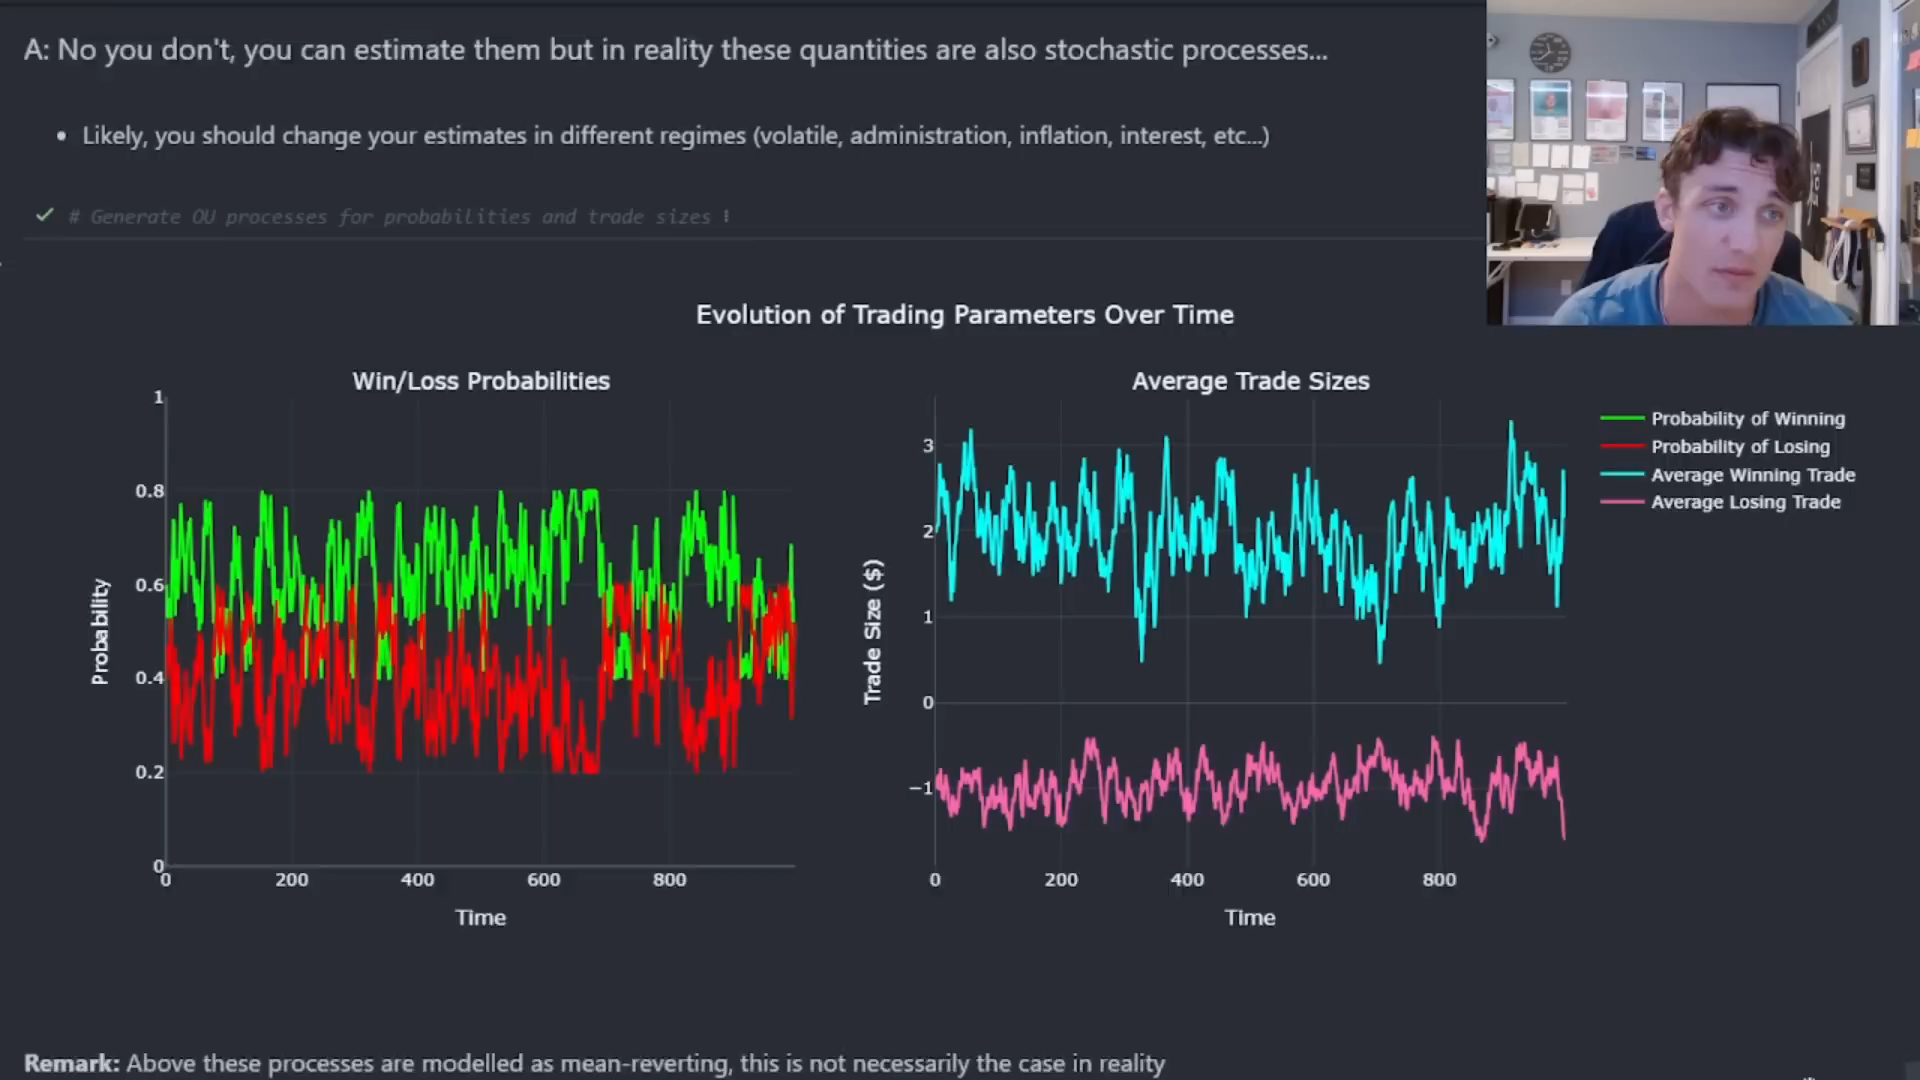 A: No you don't, you can estimate them but in reality these quantities are also stochastic processes...
• Likely, you should change your estimates in different regimes (volatile, administration, inflation, interest, etc...)
# Generate OU processes for probabilities and trade sizes
Evolution of Trading Parameters Over Time
Win/Loss Probabilities
1
0.8
0.6
0.4
0.2
0
Probability
0 200 400 600 800
Time
Average Trade Sizes
3
2
1
0
−1
Trade Size ($)
0 200 400 600 800
Time
Probability of Winning
Probability of Losing
Average Winning Trade
Average Losing Trade
Remark: Above these processes are modelled as mean-reverting, this is not necessarily the case in reality